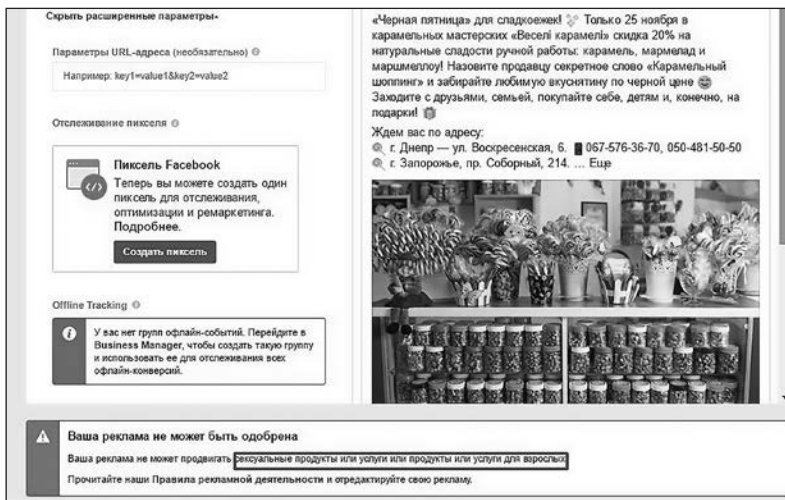 Скрыть расширенные параметры
Параметры URL-адреса (необязательно)
Например: key1=value1&key2=value2
Отслеживание пикселя
Пиксель Facebook
Теперь вы можете создать один
пиксель для отслеживания,
оптимизации и ремаркетинга.
Подробнее.
Создать пиксель
Offline Tracking
У вас нет групп офлайн-событий. Перейдите в
Business Manager, чтобы создать такую группу
и использовать ее для отслеживания всех
офлайн-конверсий.
«Черная пятница» для сладкоежек! Только 25 ноября в
карамельных мастерских «Веселі карамелі» скидка 20% на
натуральные сладости ручной работы: карамель, мармелад и
маршмеллоу! Назовите продавцу секретное слово «Карамельный
шоппинг» и забирайте любимую вкуснятину по черной цене 😄
Заходите с друзьями, семьей, покупайте себе, детям и, конечно, на
подарки! 🎁
Ждем вас по адресу:
🍭 г. Днепр — ул. Воскресенская, 6. 📱 067-576-36-70, 050-481-50-50
🍭 г. Запорожье, пр. Соборный, 214. ... Еще
Ваша реклама не может быть одобрена
Ваша реклама не может продвигать сексуальные продукты или услуги или продукты или услуги для взрослых
Прочитайте наши Правила рекламной деятельности и отредактируйте свою рекламу.